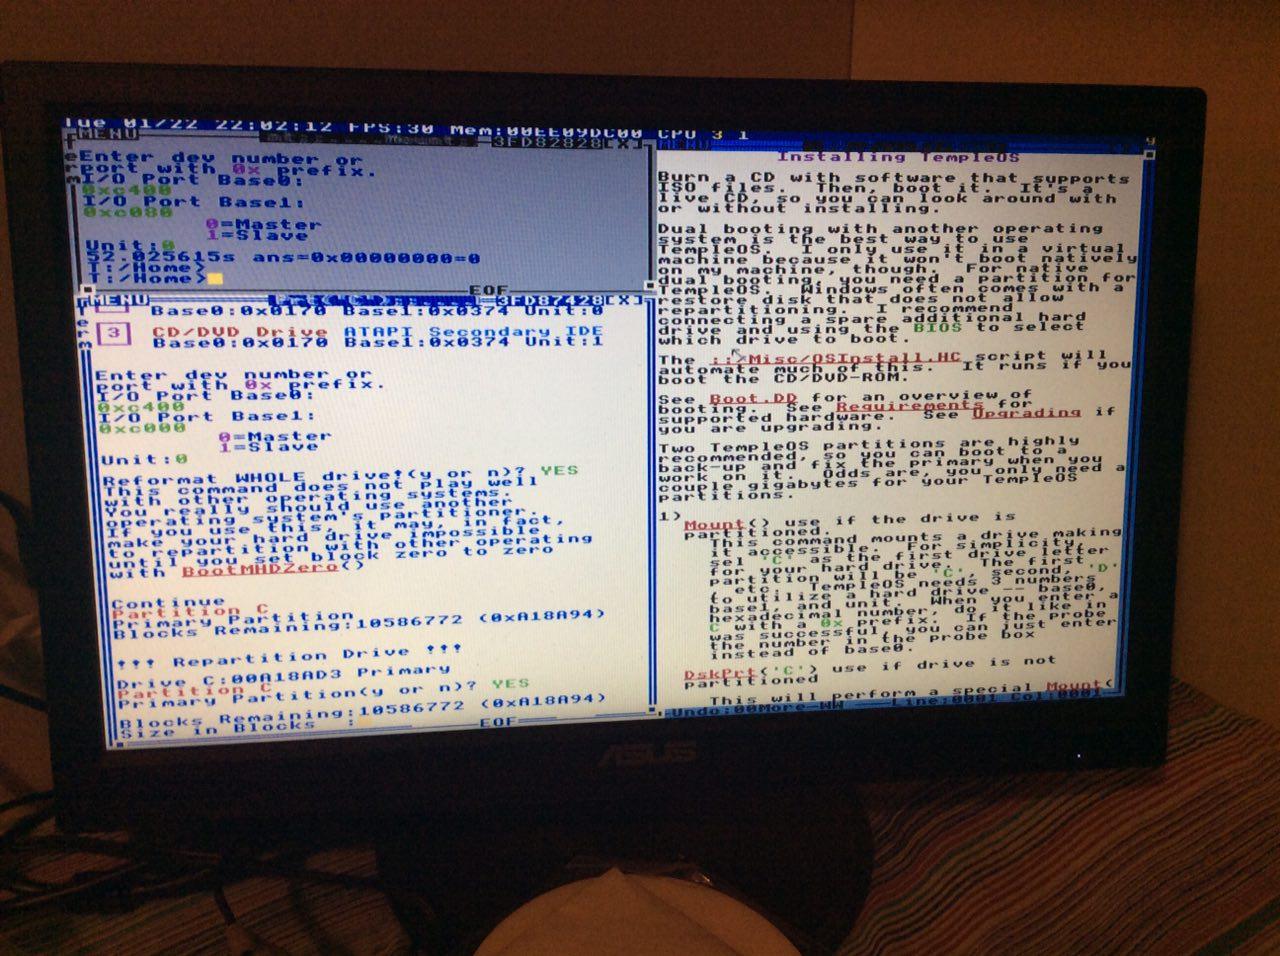 Tue 01/22 22:02:12 FPS:30 Mem:00EE09DC00 CPU 3 1
MENU
3FD82828[X]
Enter dev number or
port with 0x prefix.
I/O Port Base0:
0xc400
I/O Port Base1:
0xc080
0=Master
1=Slave
Unit:0
52.025615s ans=0x00000000=0
T:/Home>
T:/Home>
EOF
MENU
3FD87428[X]
Base0:0x0170 Base1:0x0374 Unit:0
3 CD/DVD Drive ATAPI Secondary IDE
Base0:0x0170 Base1:0x0374 Unit:1
Enter dev number or
port with 0x prefix.
I/O Port Base0:
0xc400
I/O Port Base1:
0xc000
0=Master
1=Slave
Unit:0
Reformat WHOLE drive!(y or n)? YES
This command does not play well
with other operating systems.
You really should use another
operating system's partitioner.
If you use this, it may, in fact,
make your hard drive impossible
to repartition with other operating
until you set block zero to zero
with BootMHDZero()
Continue
Partition C
Primary Partition
Blocks Remaining:10586772 (0xA18A94)
!!! Repartition Drive !!!
Drive C:00A18AD3 Primary
Partition C
Primary Partition(y or n)? YES
Blocks Remaining:10586772 (0xA18A94)
Size in Blocks :
EOF
MENU
Installing TempleOS
Burn a CD with software that supports
ISO files. Then, boot it. It's a
live CD, so you can look around with
or without installing.
Dual booting with another operating
system is the best way to use
TempleOS. I only use it in a virtual
machine because it won't boot natively
on my machine, though. For native
dual booting, you need a partition for
TempleOS. Windows often comes with a
restore disk that does not allow
repartitioning. I recommend
connecting a spare additional hard
drive and using the BIOS to select
which drive to boot.
The ::/Misc/OSInstall.HC script will
automate much of this. It runs if you
boot the CD/DVD-ROM.
See Boot.DD for an overview of
booting. See Requirements for
supported hardware. See Upgrading if
you are upgrading.
Two TempleOS partitions are highly
recommended, so you can boot to a
back-up and fix the primary when you
work on it. Odds are, you only need a
couple gigabytes for your TempleOS
partitions.
1)
Mount() use if the drive is
partitioned.
This command mounts a drive making
it accessible. For simplicity,
sel 'C' as the first drive letter
for your hard drive. The first
partition will be 'C', second, 'D'
etc. TempleOS needs 3 numbers
to utilize a hard drive -- base0,
base1, and unit. When you enter a
hexadecimal number, do it like in
C with a 0x prefix. If the probe
was successful, you can just enter
the number in the probe box
instead of base0.
DskPrt('C') use if drive is not
partitioned
This will perform a special Mount(
Undo:00More-WW Line:0001 Col:0001
ASUS